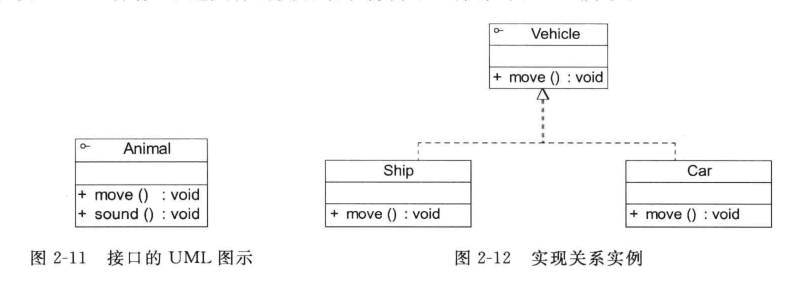 Vehicle
+ move () : void
Animal
+ move () : void
+ sound () : void
Ship
+ move () : void
Car
+ move () : void
图 2-11 接口的 UML 图示
图 2-12 实现关系实例